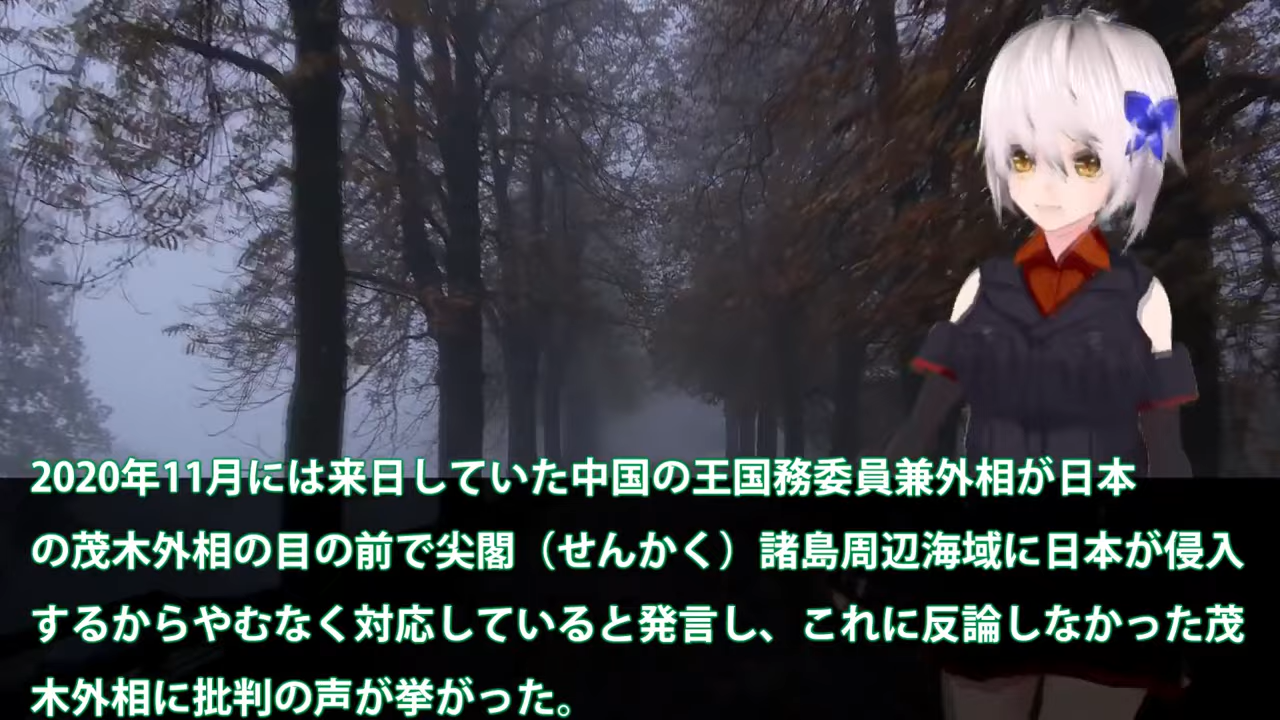 2020年11月には来日していた中国の王国務委員兼外相が日本
の茂木外相の目の前で尖閣（せんかく）諸島周辺海域に日本が侵入
するからやむなく対応していると発言し、これに反論しなかった茂
木外相に批判の声が挙がった。